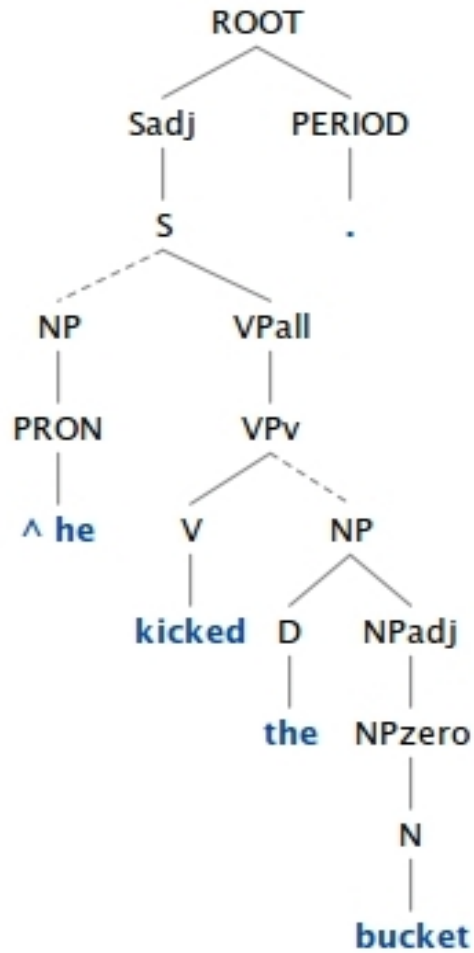 ROOT
Sadj PERIOD
S .
NP VPall
PRON VPv
^ he V NP
kicked D NPadj
the NPzero
N
bucket